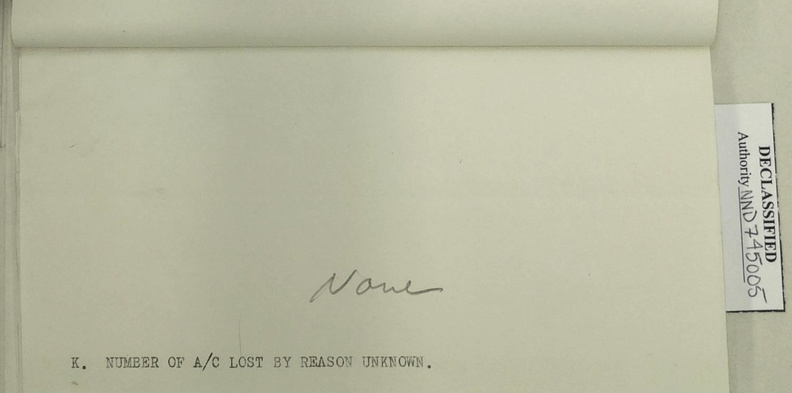 None
K. NUMBER OF A/C LOST BY REASON UNKNOWN.
DECLASSIFIED
Authority NND 745005